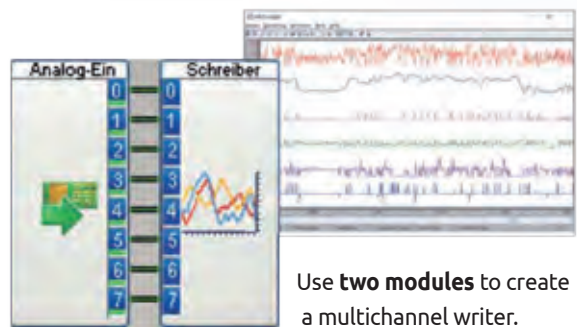 Analog-Ein
Schreiber
0 0
1 1
2 2
3 3
4 4
5 5
6 6
7 7
Use two modules to create
a multichannel writer.